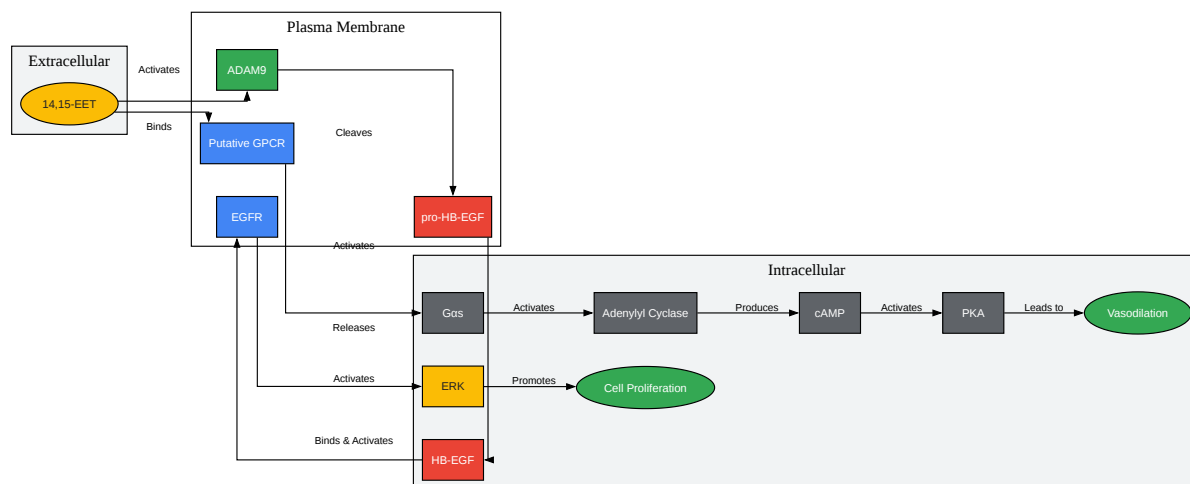 Plasma Membrane
Extracellular
Activates
ADAM9
14,15-EET
Binds
Putative GPCR
Cleaves
EGFR
pro-HB-EGF
Activates
Intracellular
Gαs
Activates
Adenylyl Cyclase
Produces
cAMP
Activates
PKA
Leads to
Vasodilation
Releases
Activates
ERK
Promotes
Cell Proliferation
Binds & Activates
HB-EGF